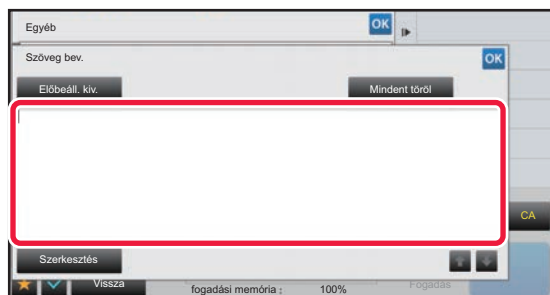 Egyéb OK
Szöveg bev. OK
Előbeáll. kiv. Mindent töröl
CA
Szerkesztés
Vissza fogadási memória : 100% Fogadás